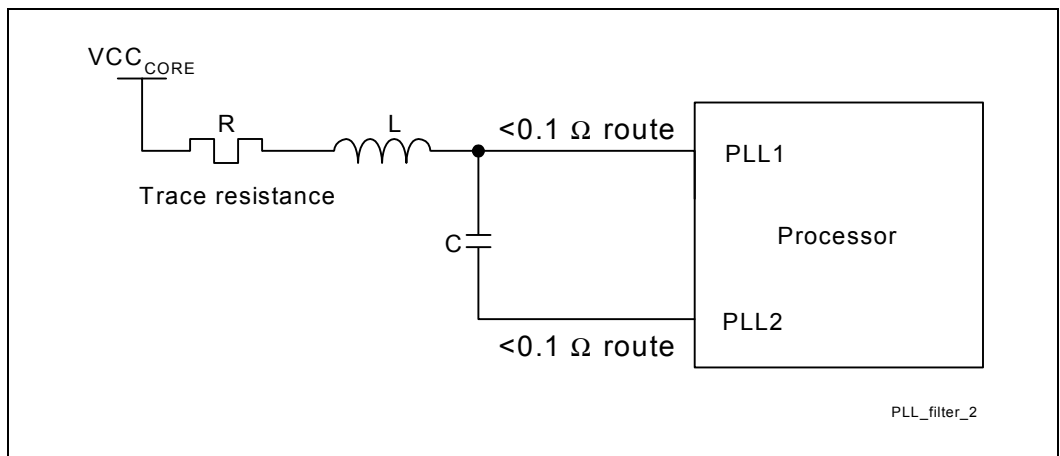 VCC_CORE
R
L
<0.1 Ω route
PLL1
Trace resistance
C
Processor
PLL2
<0.1 Ω route
PLL_filter_2